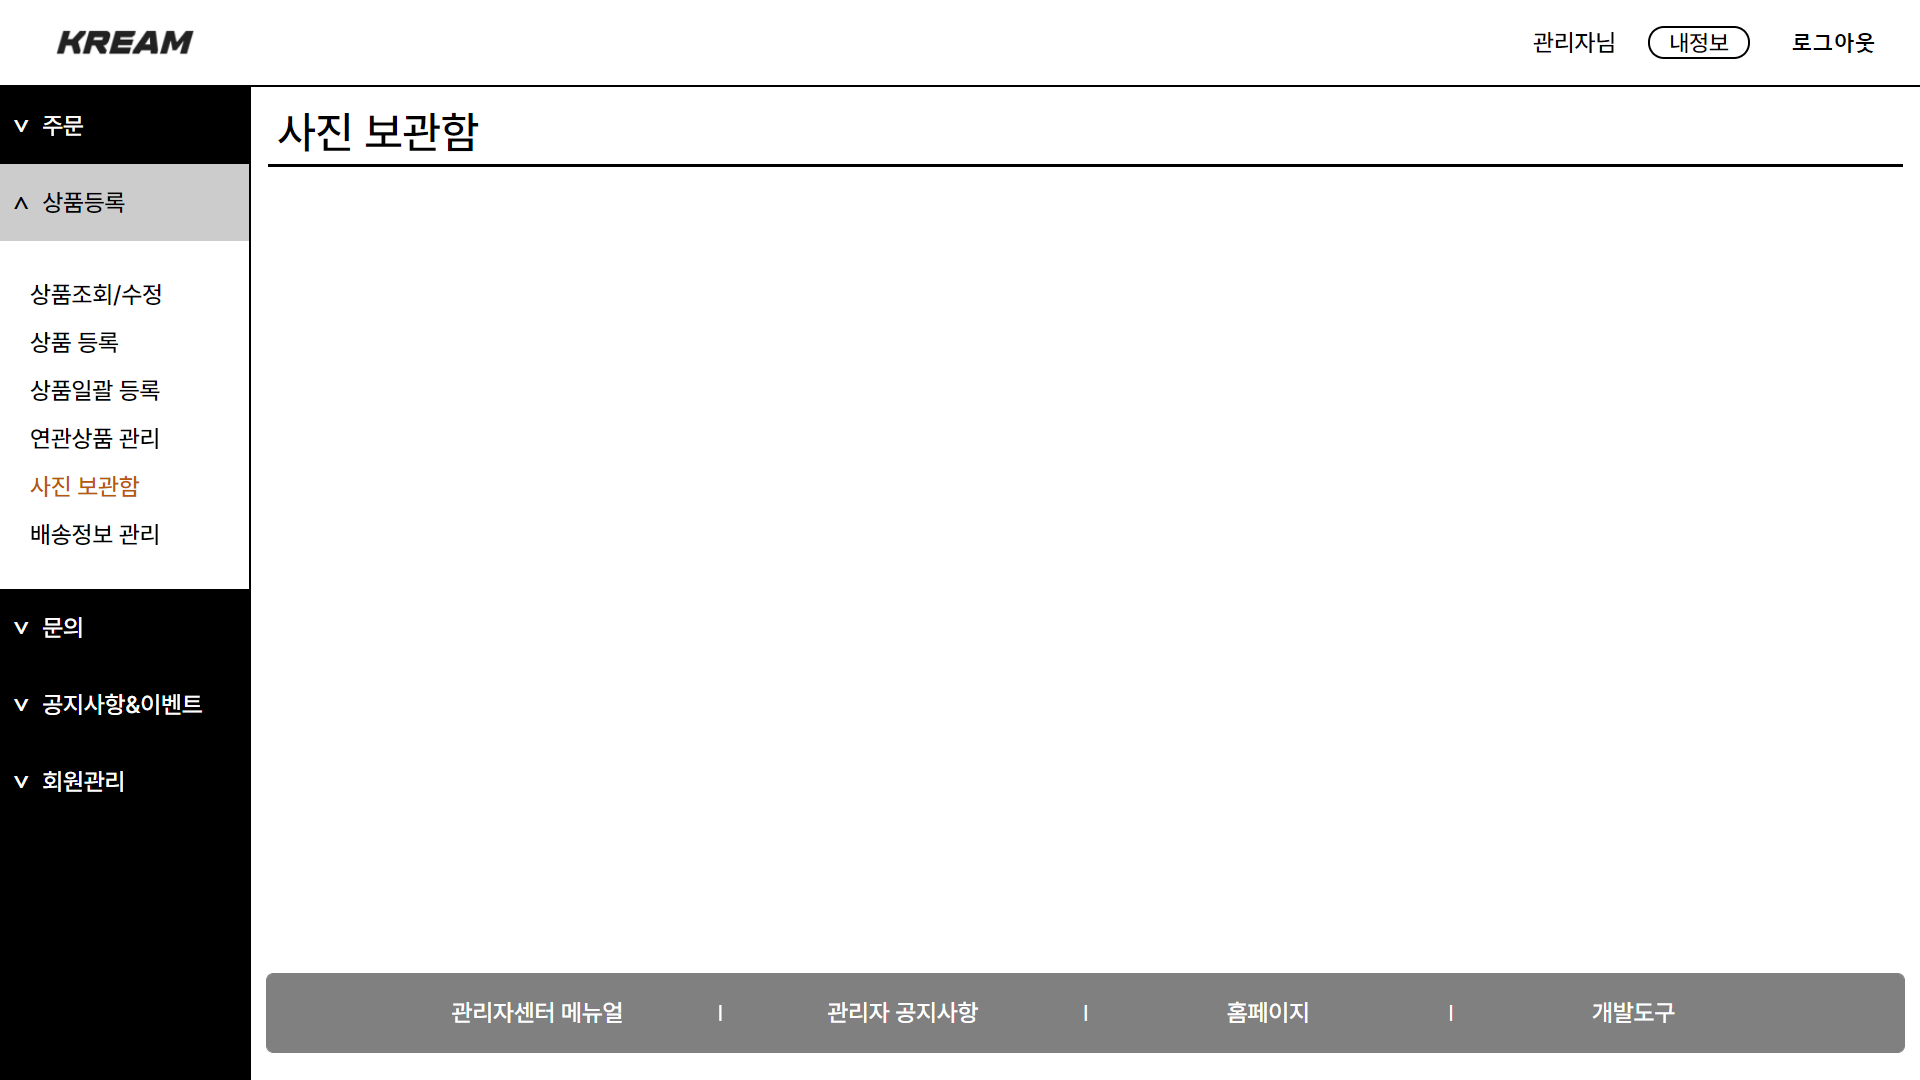 KREAM
관리자님 내정보 로그아웃
주문
상품등록
상품조회/수정
상품 등록
상품일괄 등록
연관상품 관리
사진 보관함
배송정보 관리
문의
공지사항&이벤트
회원관리
사진 보관함
관리자센터 메뉴얼 | 관리자 공지사항 | 홈페이지 | 개발도구